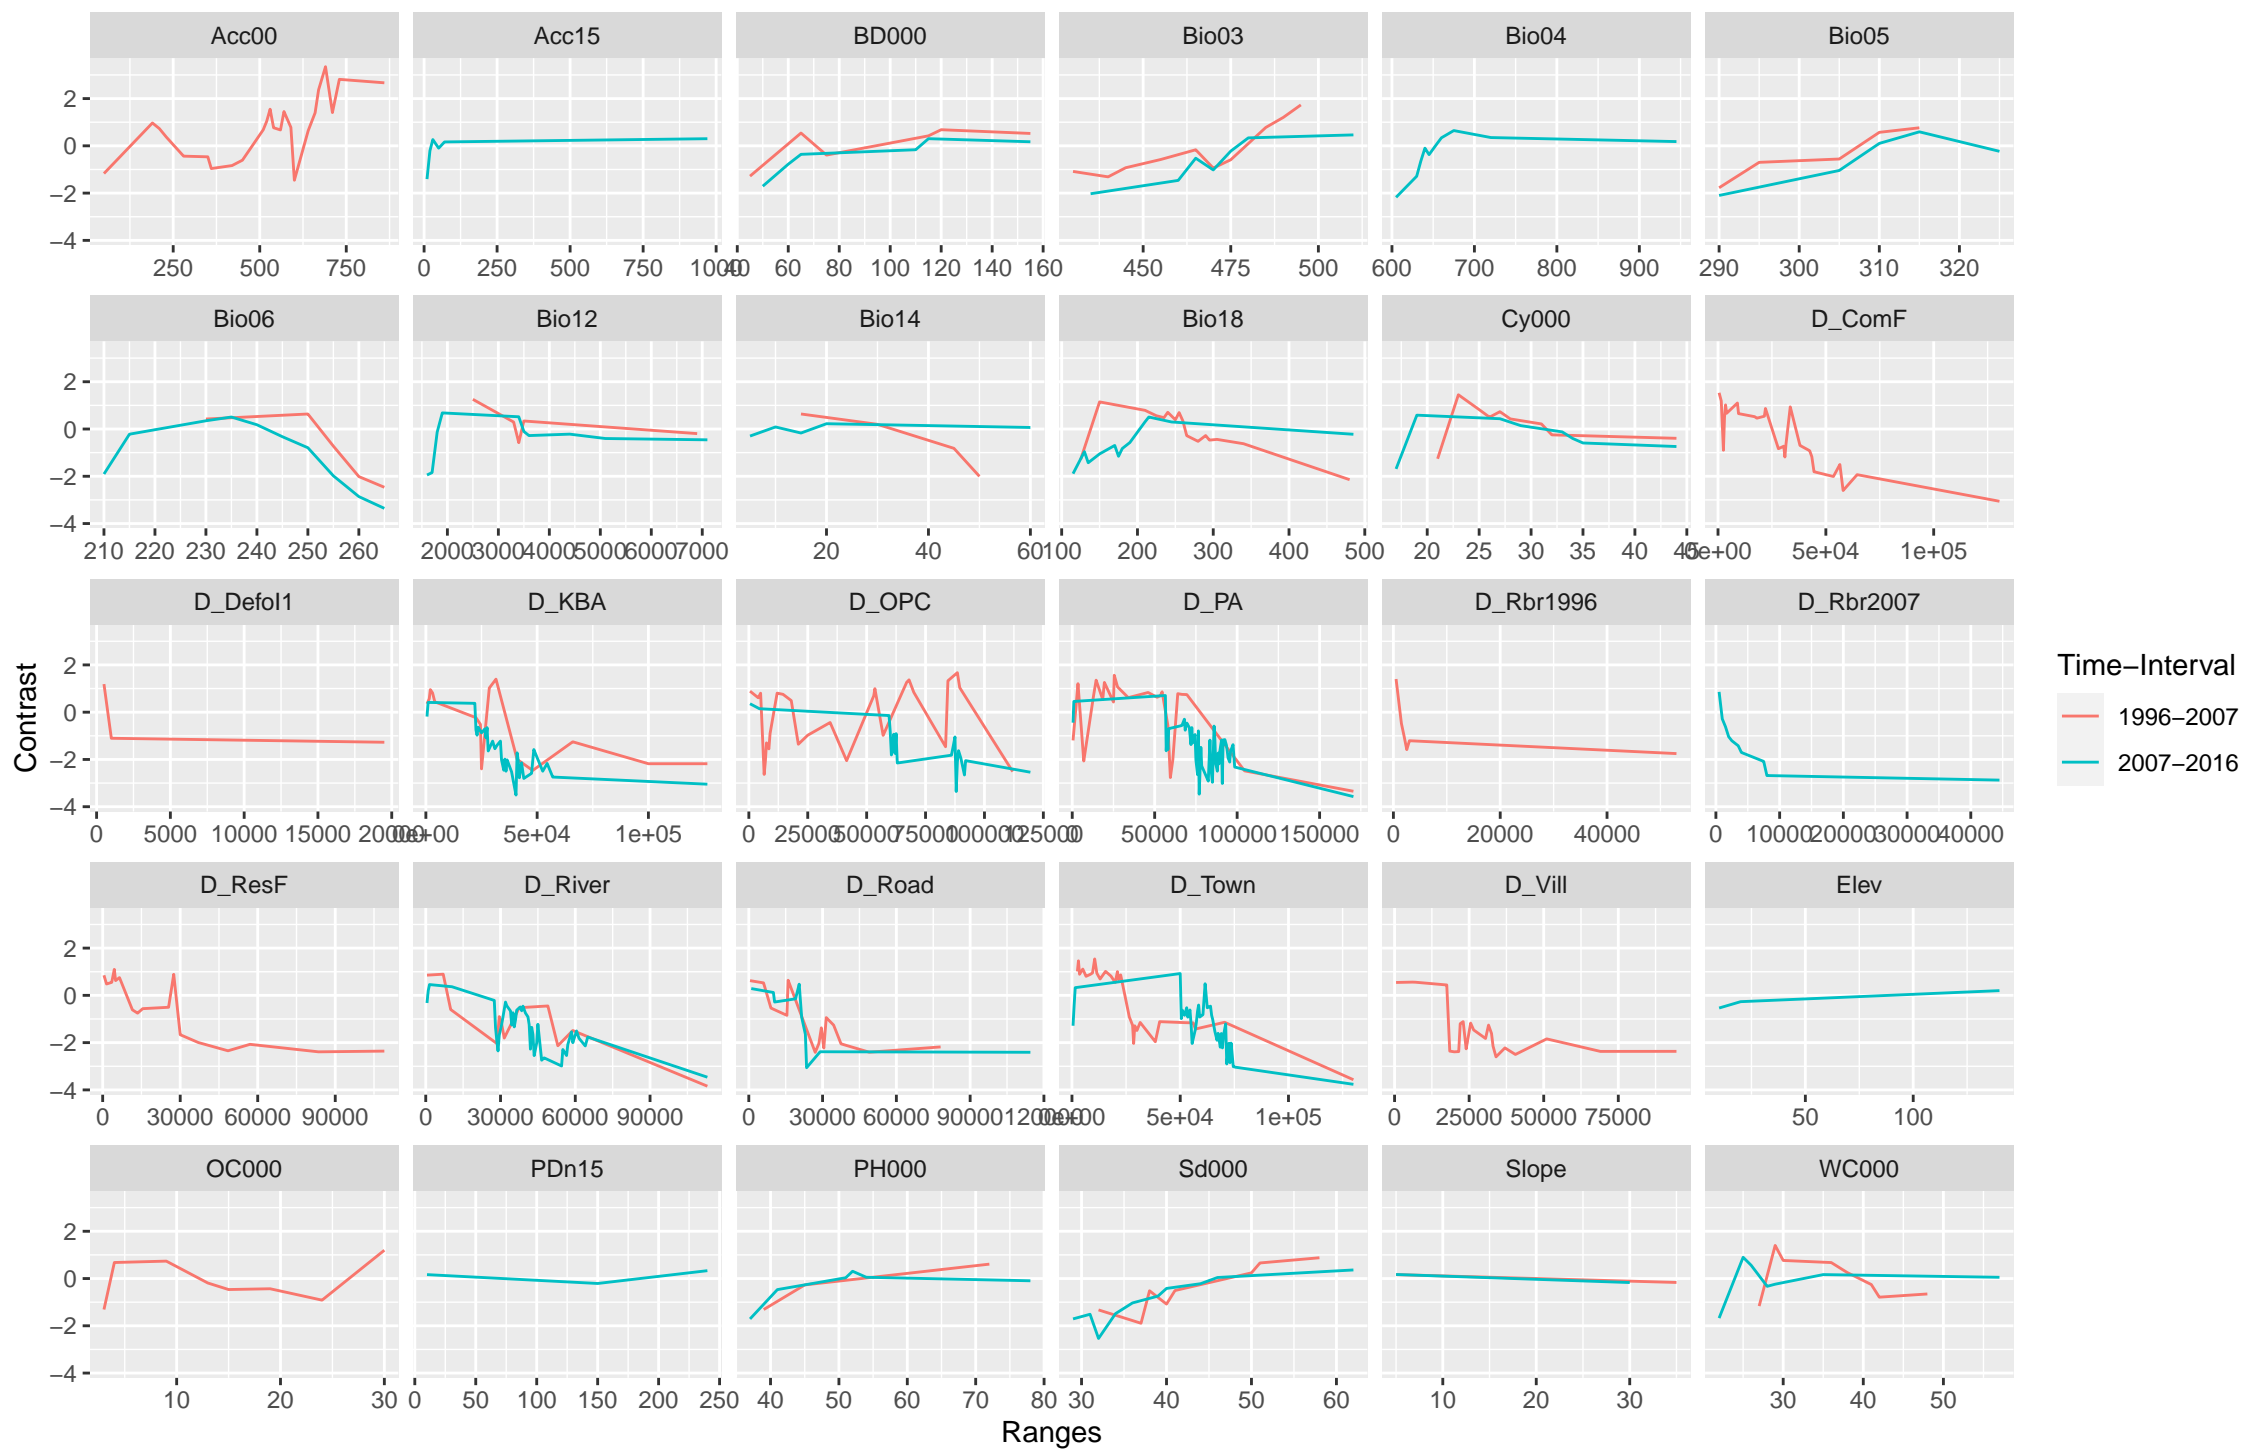 Acc00 Acc15 BD000 Bio03 Bio04 Bio05
2
0
−2
−4
250 500 750 0 250 500 750 1000 40 60 80 100 120 140 160 450 475 500 600 700 800 900 290 300 310 320
Bio06 Bio12 Bio14 Bio18 Cy000 D_ComF
2
0
−2
−4
210 220 230 240 250 260 2000 3000 4000 5000 6000 7000 20 40 60 100 200 300 400 500 20 25 30 35 40 45 0e+00 5e+04 1e+05
D_Defol1 D_KBA D_OPC D_PA D_Rbr1996 D_Rbr2007
2
0
−2
−4
0 5000 10000 15000 20000 0e+00 5e+04 1e+05 0 25000 50000 75000 100000 125000 0 50000 100000 150000 0 20000 40000 0 10000 20000 30000 40000
D_ResF D_River D_Road D_Town D_Vill Elev
2
0
−2
−4
0 30000 60000 90000 0 30000 60000 90000 0 30000 60000 90000 120000 0e+00 5e+04 1e+05 0 25000 50000 75000 50 100
OC000 PDn15 PH000 Sd000 Slope WC000
2
0
−2
−4
10 20 30 0 50 100 150 200 250 40 50 60 70 80 30 40 50 60 10 20 30 30 40 50
Ranges
Contrast
Time−Interval
1996−2007
2007−2016